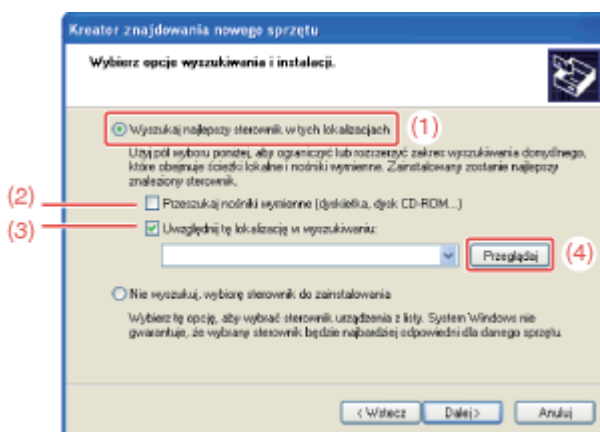 Kreator znajdowania nowego sprzętu
Wybierz opcje wyszukiwania i instalacji.
Wyszukaj najlepszy sterownik w tych lokalizacjach (1)
Użyj pól wyboru poniżej, aby ograniczyć lub rozszerzyć zakres wyszukiwania domyślnego,
które obejmuje ścieżki lokalne i nośniki wymienne. Zainstalowany zostanie najlepszy
znaleziony sterownik.
(2) Przeszukaj nośniki wymienne (dyskietka, dysk CD-ROM...)
(3) Uwzględnij tę lokalizację w wyszukiwaniu:
Przeglądaj (4)
Nie wyszukuj, wybiorę sterownik do zainstalowania
Wybierz tę opcję, aby wybrać sterownik urządzenia z listy. System Windows nie
gwarantuje, że wybrany sterownik będzie najbardziej odpowiedni dla danego sprzętu.
< Wstecz Dalej > Anuluj